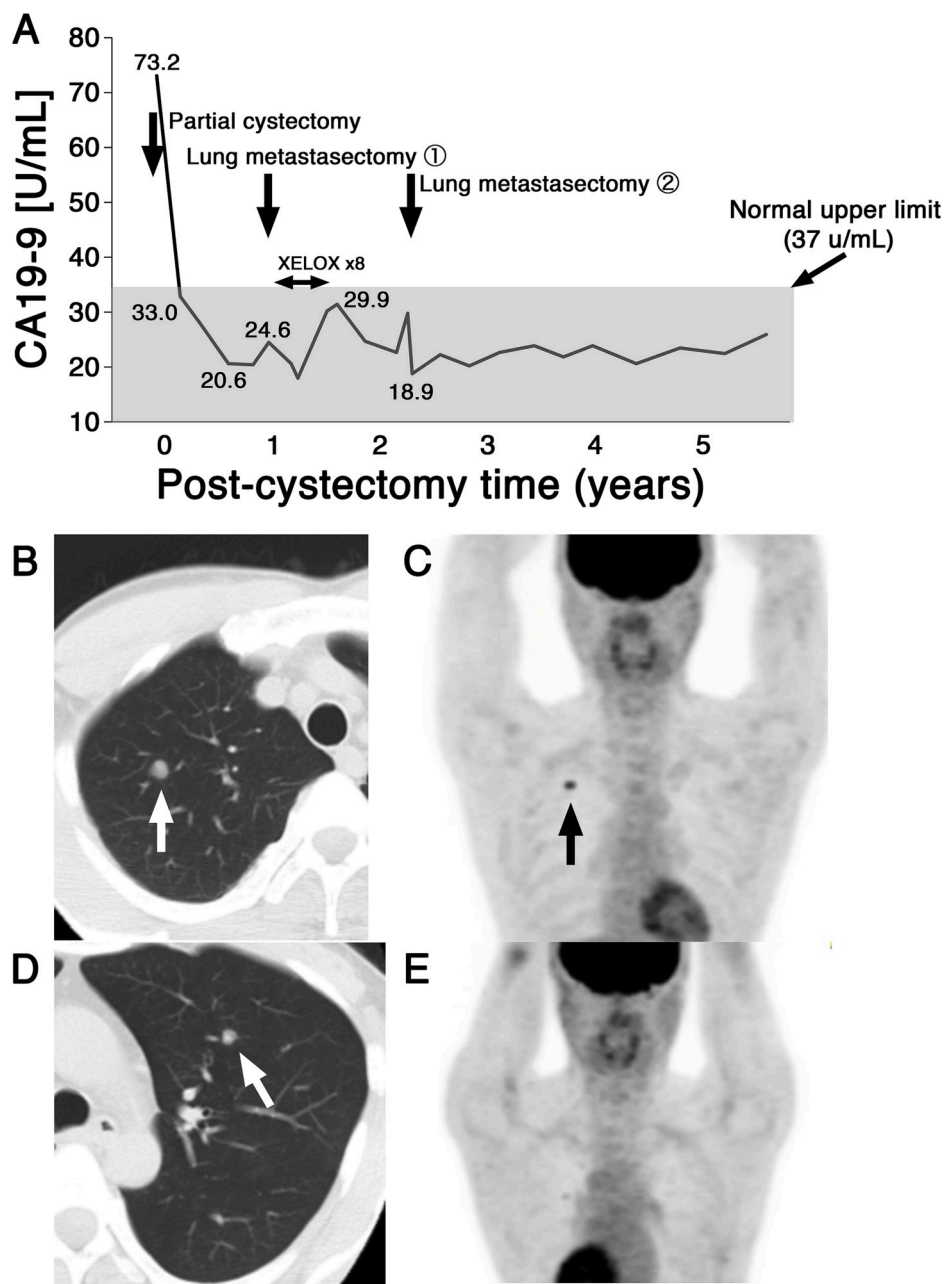 A
CA19-9 [U/mL]
80
70
60
50
40
30
20
10
73.2
Partial cystectomy
Lung metastasectomy ①
Lung metastasectomy ②
Normal upper limit
(37 u/mL)
XELOX x8
33.0
20.6
24.6
29.9
18.9
0 1 2 3 4 5
Post-cystectomy time (years)
B
C
D
E